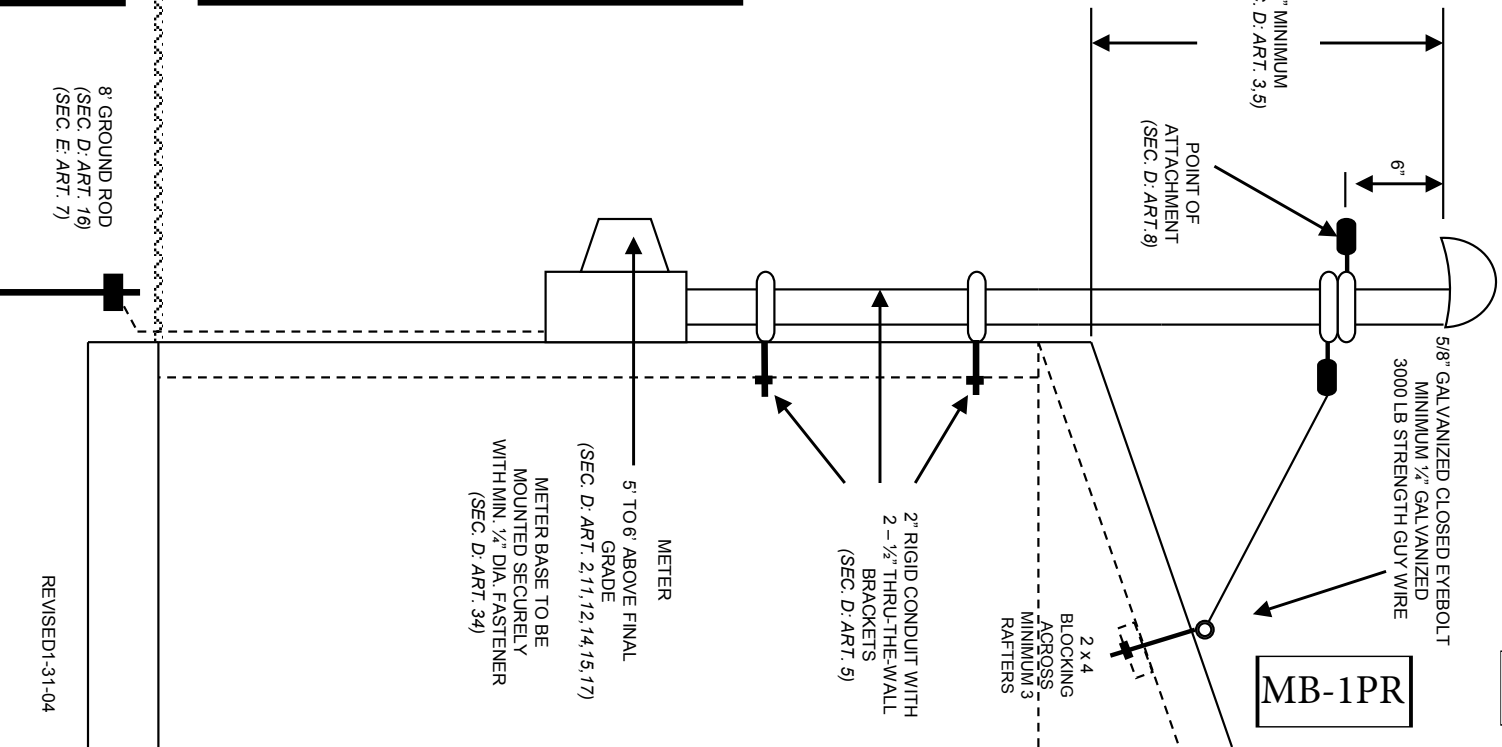 ” MINIMUM
D: ART. 3,5)
6”
POINT OF
ATTACHMENT
(SEC. D: ART.8)
5/8” GALVANIZED CLOSED EYEBOLT
MINIMUM ¼” GALVANIZED
3000 LB STRENGTH GUY WIRE
MB-1PR
2 x 4
BLOCKING
ACROSS
MINIMUM 3
RAFTERS
2” RIGID CONDUIT WITH
2 – ½” THRU-THE-WALL
BRACKETS
(SEC. D: ART. 5)
METER
5’ TO 6’ ABOVE FINAL
GRADE
(SEC. D: ART. 2,11,12,14,15,17)
METER BASE TO BE
MOUNTED SECURELY
WITH MIN. ¼” DIA. FASTENER
(SEC. D: ART. 34)
8’ GROUND ROD
(SEC. D: ART. 16)
(SEC. E: ART. 7)
REVISED1-31-04